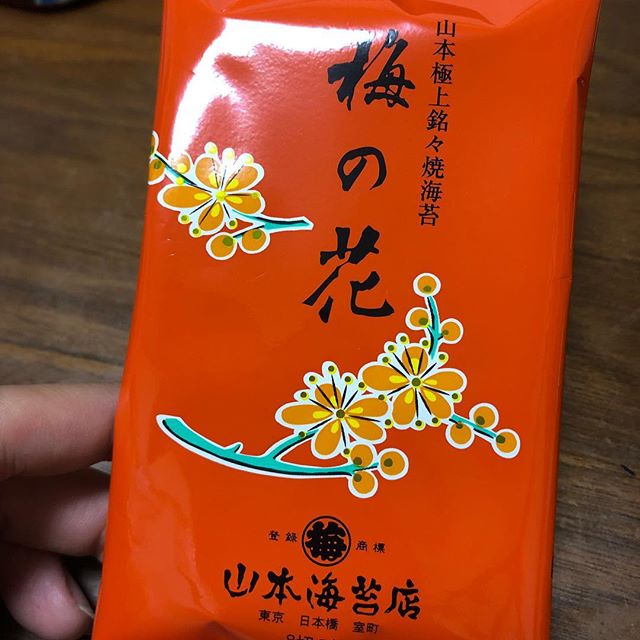 山本極上銘々焼海苔
梅の花
登録 梅 商標
山本海苔店
東京 日本橋 室町